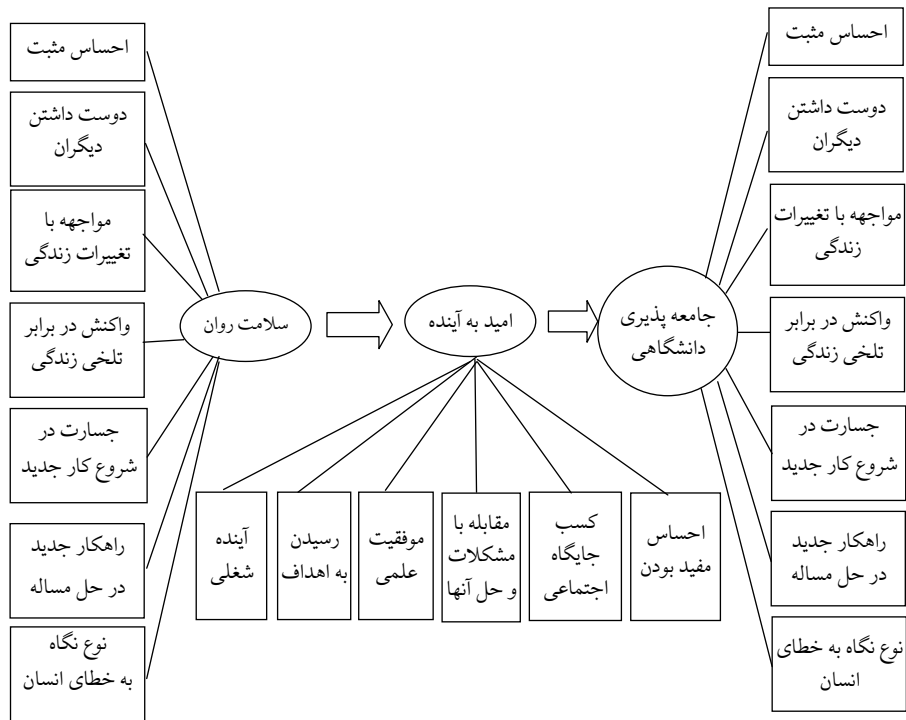 احساس مثبت
دوست داشتن
دیگران
مواجهه با تغییرات
زندگی
واکنش در برابر
تلخی زندگی
جسارت در
شروع کار جدید
راهکار جدید
در حل مساله
نوع نگاه به خطای
انسان
جامعه پذیری
دانشگاهی
امید به آینده
سلامت روان
احساس
مفید بودن
کسب
جایگاه
اجتماعی
مقابله با
مشکلات
و حل آنها
موفقیت
علمی
رسیدن
به اهداف
آینده
شغلی
احساس مثبت
دوست داشتن
دیگران
مواجهه با
تغییرات زندگی
واکنش در برابر
تلخی زندگی
جسارت در
شروع کار جدید
راهکار جدید
در حل مساله
نوع نگاه
به خطای انسان